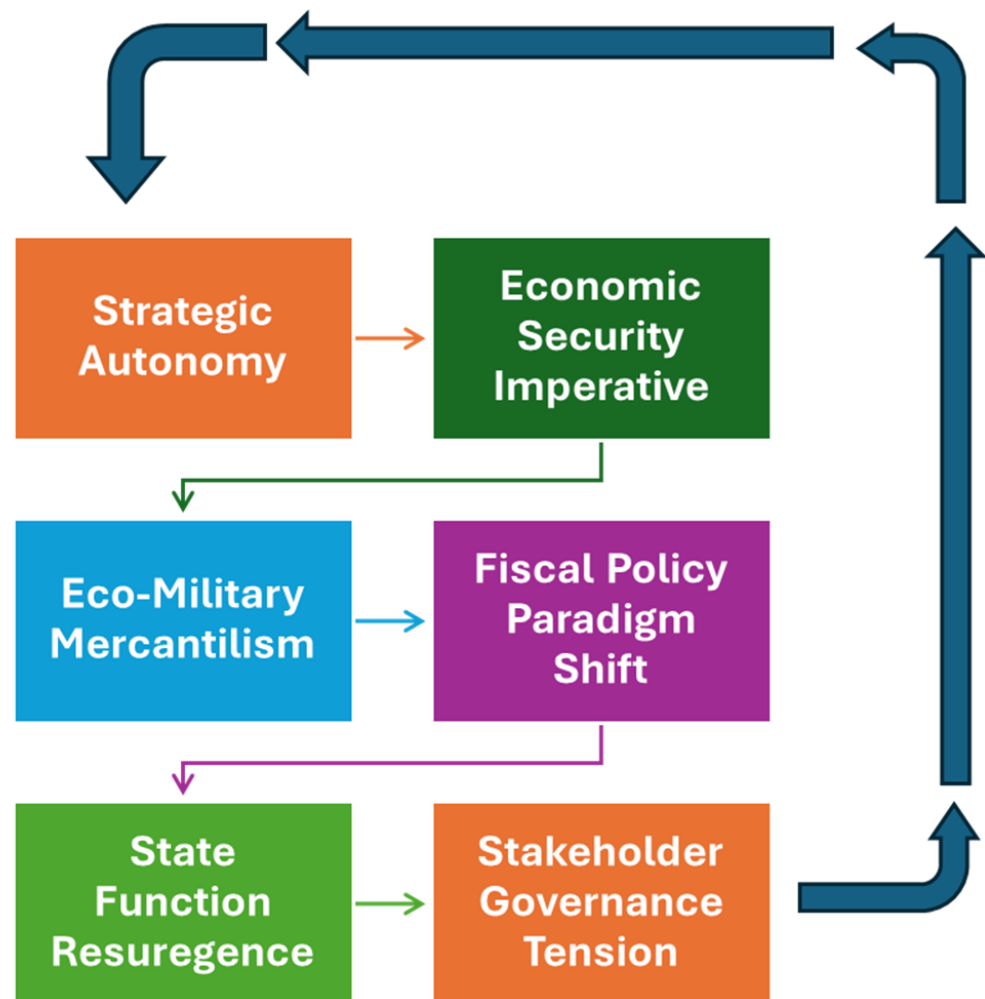 Strategic
Autonomy
Economic
Security
Imperative
Eco-Military
Mercantilism
Fiscal Policy
Paradigm
Shift
State
Function
Resuregence
Stakeholder
Governance
Tension